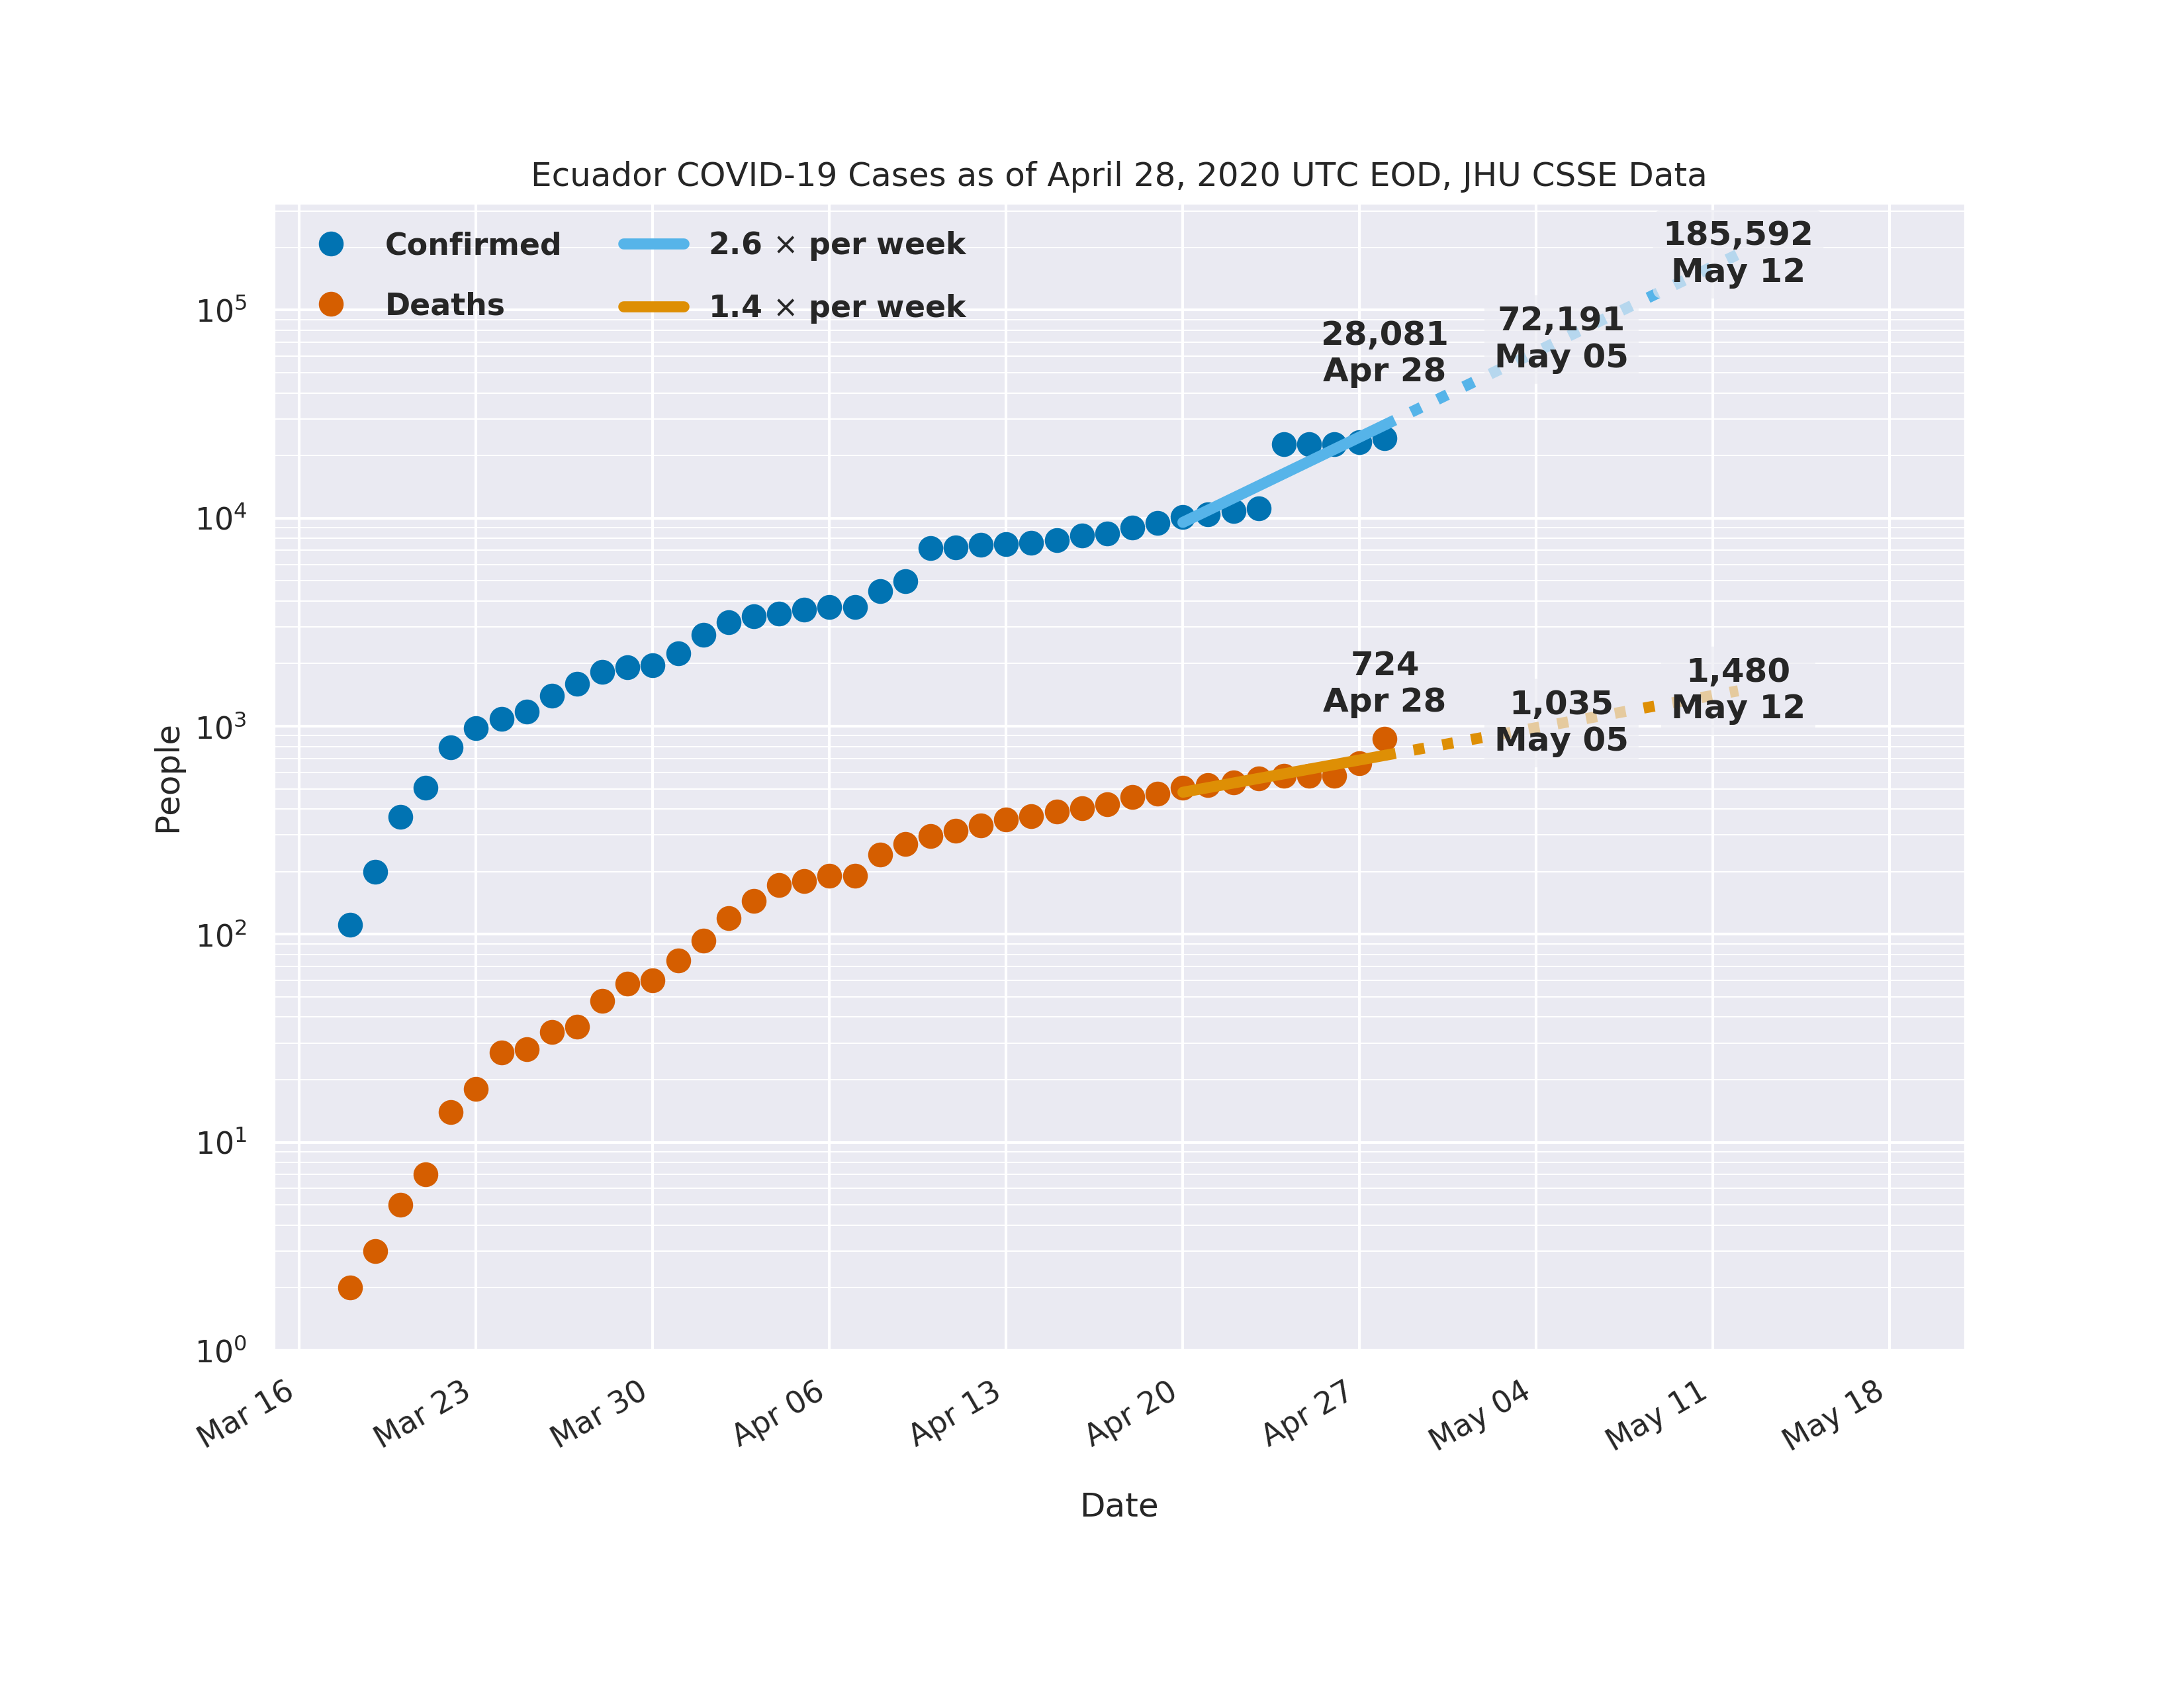 Ecuador COVID-19 Cases as of April 28, 2020 UTC EOD, JHU CSSE Data
Confirmed
Deaths
2.6 × per week
1.4 × per week
185,592
May 12
72,191
May 05
28,081
Apr 28
724
Apr 28
1,035
May 05
1,480
May 12
People
10⁵
10⁴
10³
10²
10¹
10⁰
Mar 16
Mar 23
Mar 30
Apr 06
Apr 13
Apr 20
Apr 27
May 04
May 11
May 18
Date